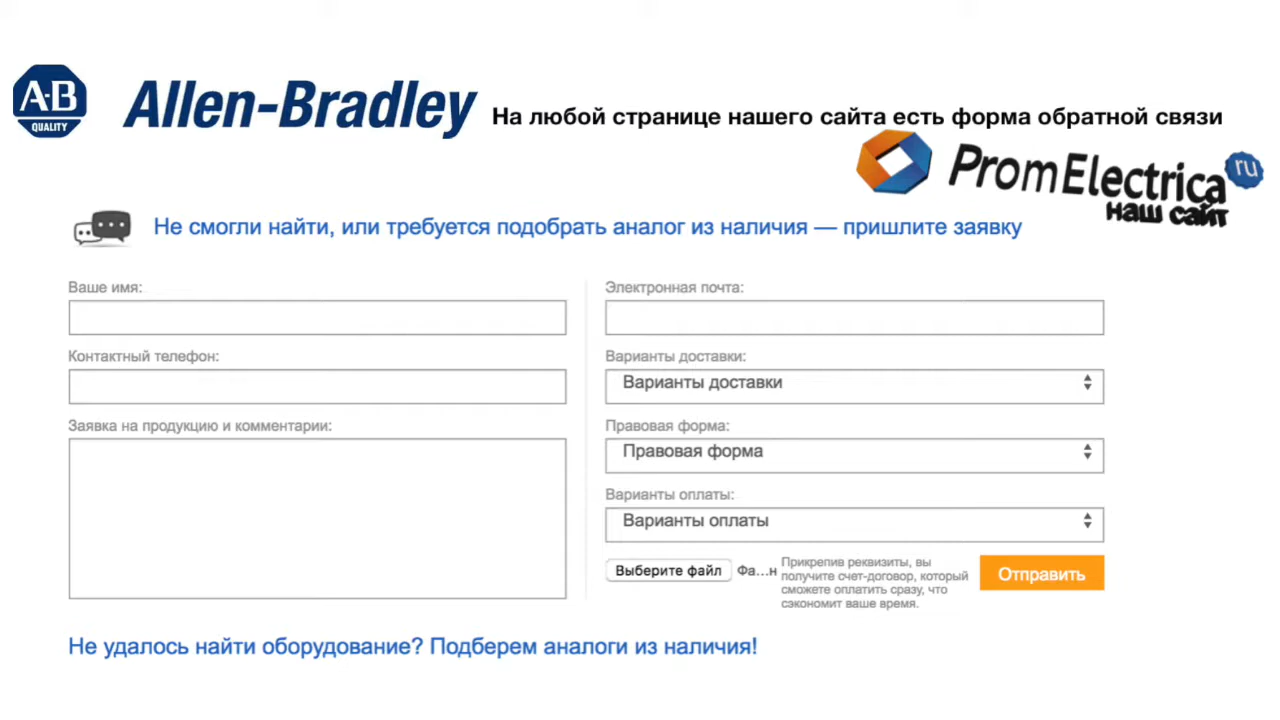 A-B
QUALITY
Allen-Bradley
На любой странице нашего сайта есть форма обратной связи
PromElectrica
ru
наш сайт
Не смогли найти, или требуется подобрать аналог из наличия — пришлите заявку
Ваше имя:
Контактный телефон:
Заявка на продукцию и комментарии:
Электронная почта:
Варианты доставки:
Варианты доставки
Правовая форма:
Правовая форма
Варианты оплаты:
Варианты оплаты
Выберите файл Фа...н
Прикрепив реквизиты, вы
получите счет-договор, который
сможете оплатить сразу, что
сэкономит ваше время.
Отправить
Не удалось найти оборудование? Подберем аналоги из наличия!